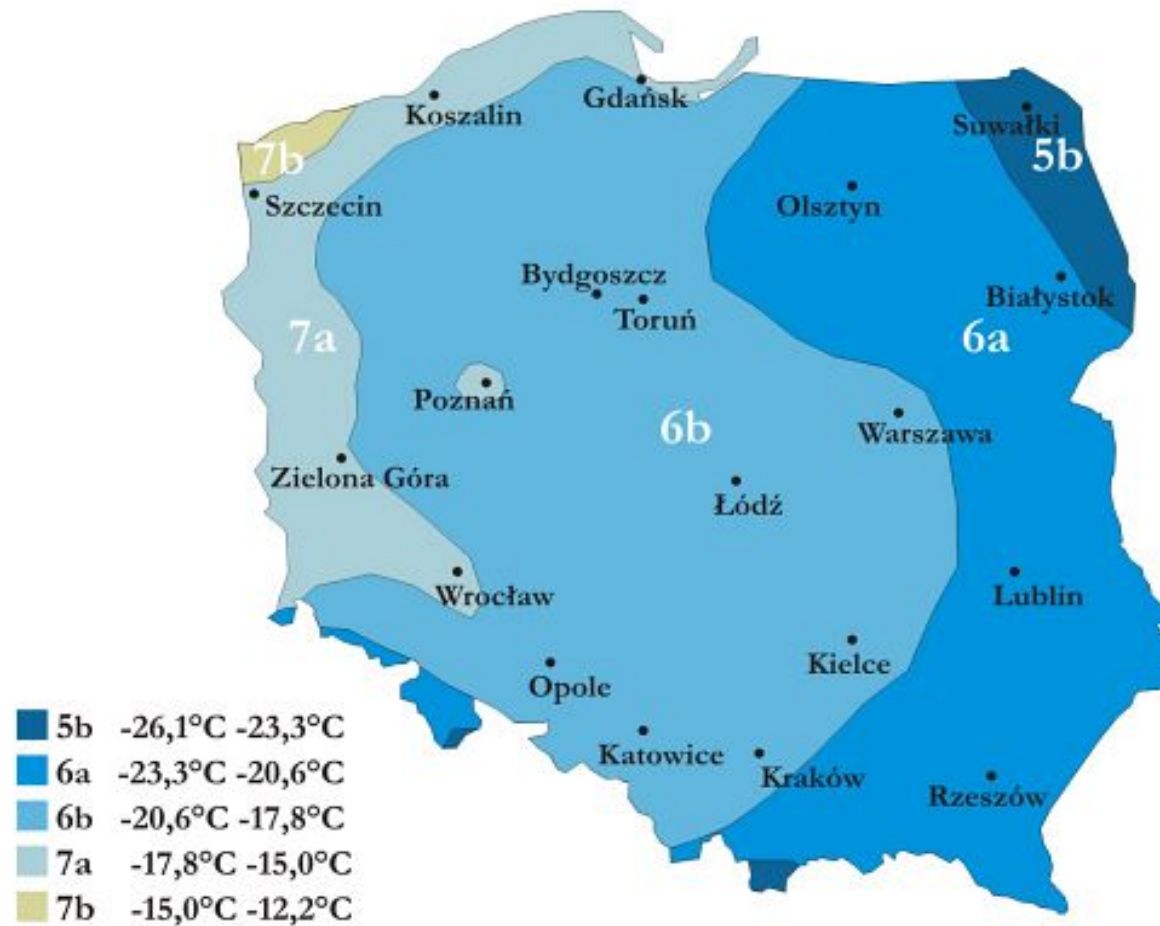 Gdańsk
Koszalin
Suwałki
7b
5b
Szczecin
Olsztyn
Bydgoszcz
Białystok
Toruń
7a
6a
Poznań
6b
Warszawa
Zielona Góra
Łódź
Wrocław
Lublin
Kielce
Opole
Katowice
Kraków
Rzeszów
5b -26,1°C -23,3°C
6a -23,3°C -20,6°C
6b -20,6°C -17,8°C
7a -17,8°C -15,0°C
7b -15,0°C -12,2°C